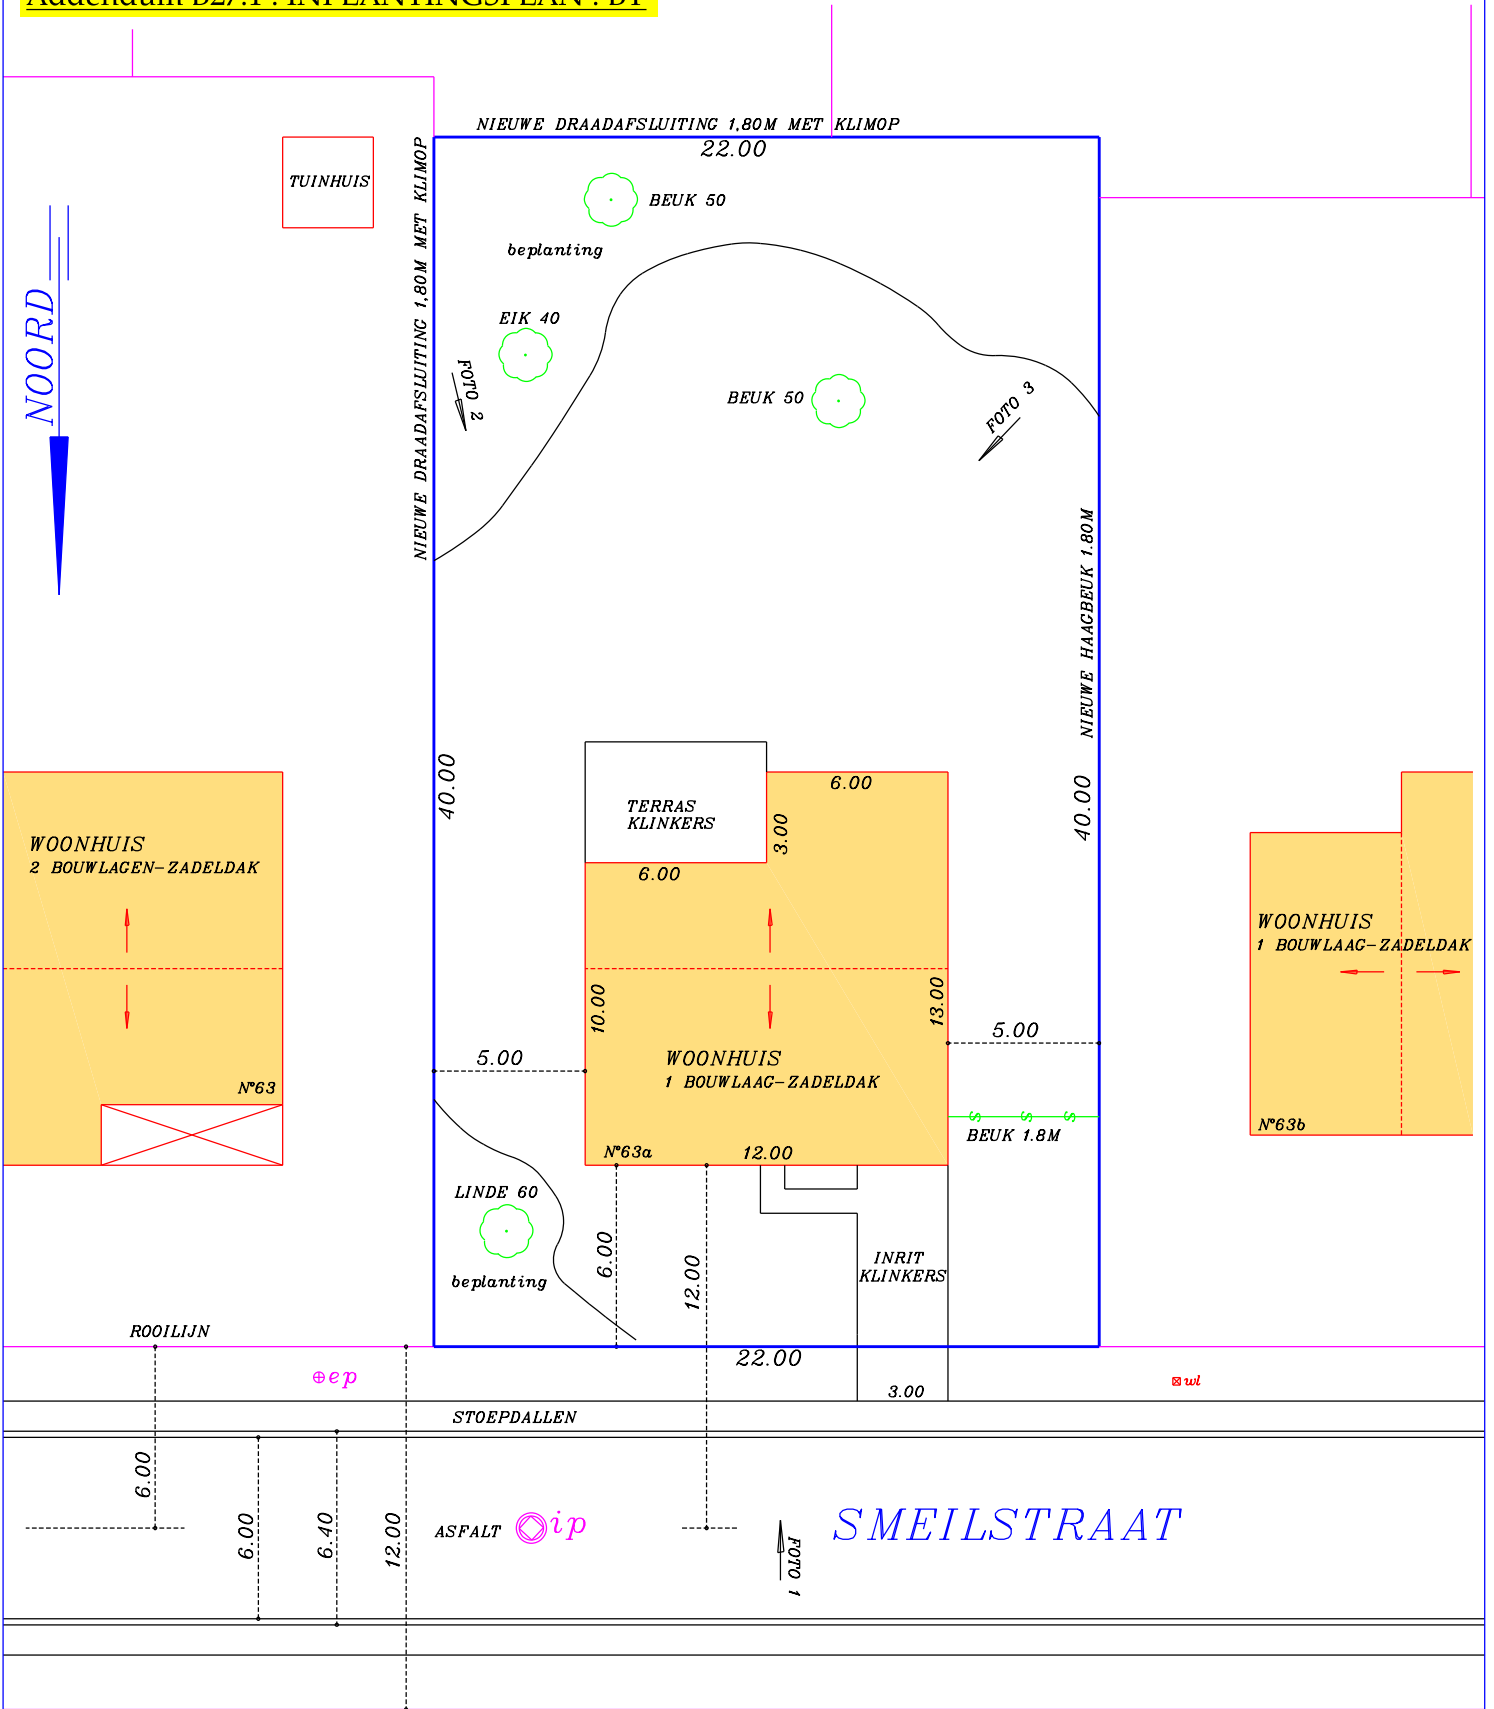 Addendum B27.1 : INPLANTINGSPLAN : B1
NIEUWE DRAADAFSLUITING 1,80M MET KLIMOP
22.00
TUINHUIS
NIEUWE DRAADAFSLUITING 1,80M MET KLIMOP
BEUK 50
beplanting
NOORD
EIK 40
FOTO 2
BEUK 50
FOTO 3
NIEUWE HAAGBEUK 1.80M
40.00
TERRAS
KLINKERS
6.00
3.00
40.00
6.00
WOONHUIS
2 BOUWLAGEN-ZADELDAK
WOONHUIS
1 BOUWLAAG-ZADELDAK
10.00
13.00
5.00
5.00
WOONHUIS
1 BOUWLAAG-ZADELDAK
N°63
N°63b
S S S
BEUK 1.8M
N°63a
12.00
LINDE 60
6.00
12.00
INRIT
KLINKERS
beplanting
ROOILIJN
22.00
ep
wl
3.00
STOEPDALLEN
6.00
6.00
6.40
12.00
ASFALT
ip
FOTO 1
SMEILSTRAAT